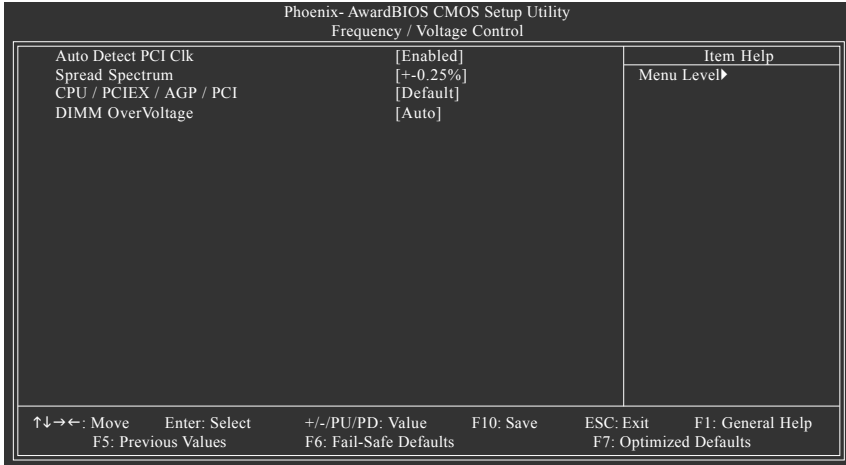 Phoenix- AwardBIOS CMOS Setup Utility
Frequency / Voltage Control
Auto Detect PCI Clk [Enabled]
Item Help
Spread Spectrum [+-0.25%]
Menu Level
CPU / PCIEX / AGP / PCI [Default]
DIMM OverVoltage [Auto]
↑↓→←: Move Enter: Select +/-/PU/PD: Value F10: Save ESC: Exit F1: General Help
F5: Previous Values F6: Fail-Safe Defaults F7: Optimized Defaults